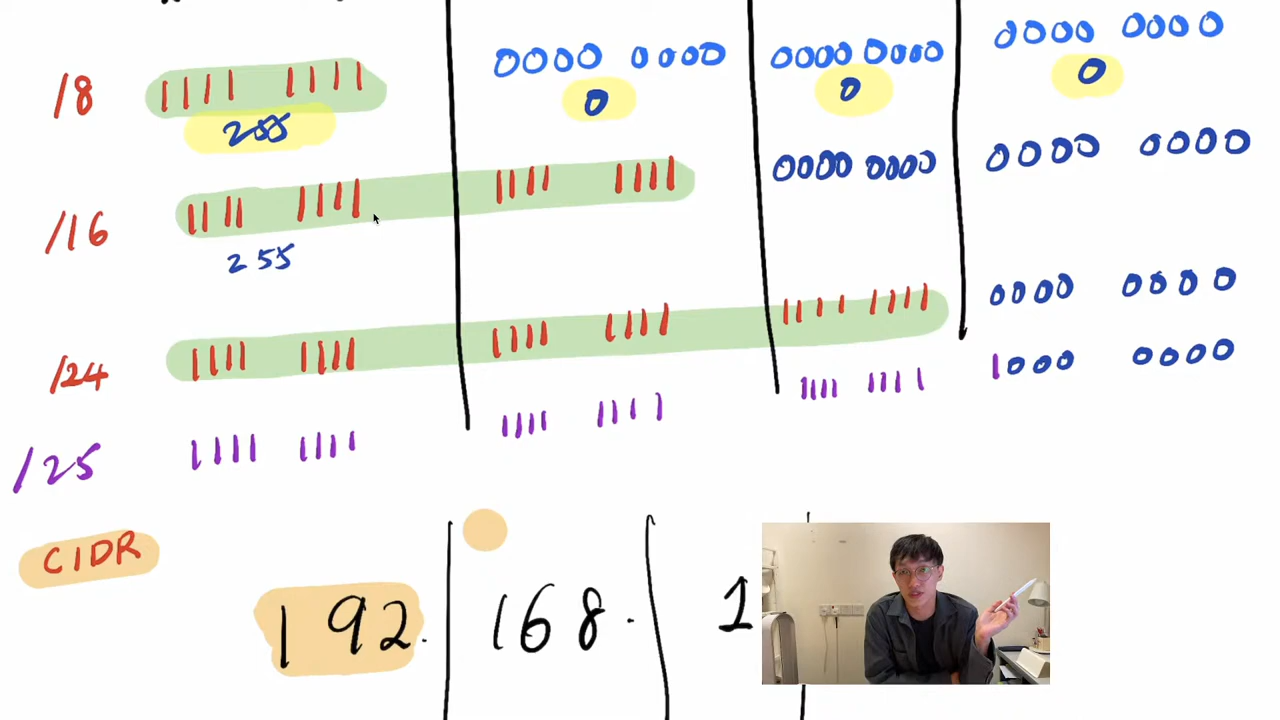 /8 1111 1111 0000 0000 0000 0000 0000 0000
255 0 0 0
/16 1111 1111 1111 1111 0000 0000 0000 0000
255
/24 1111 1111 1111 1111 1111 1111 0000 0000
/25 1111 1111 1111 1111 1111 1111 1000 0000
CIDR
192. 168. 1